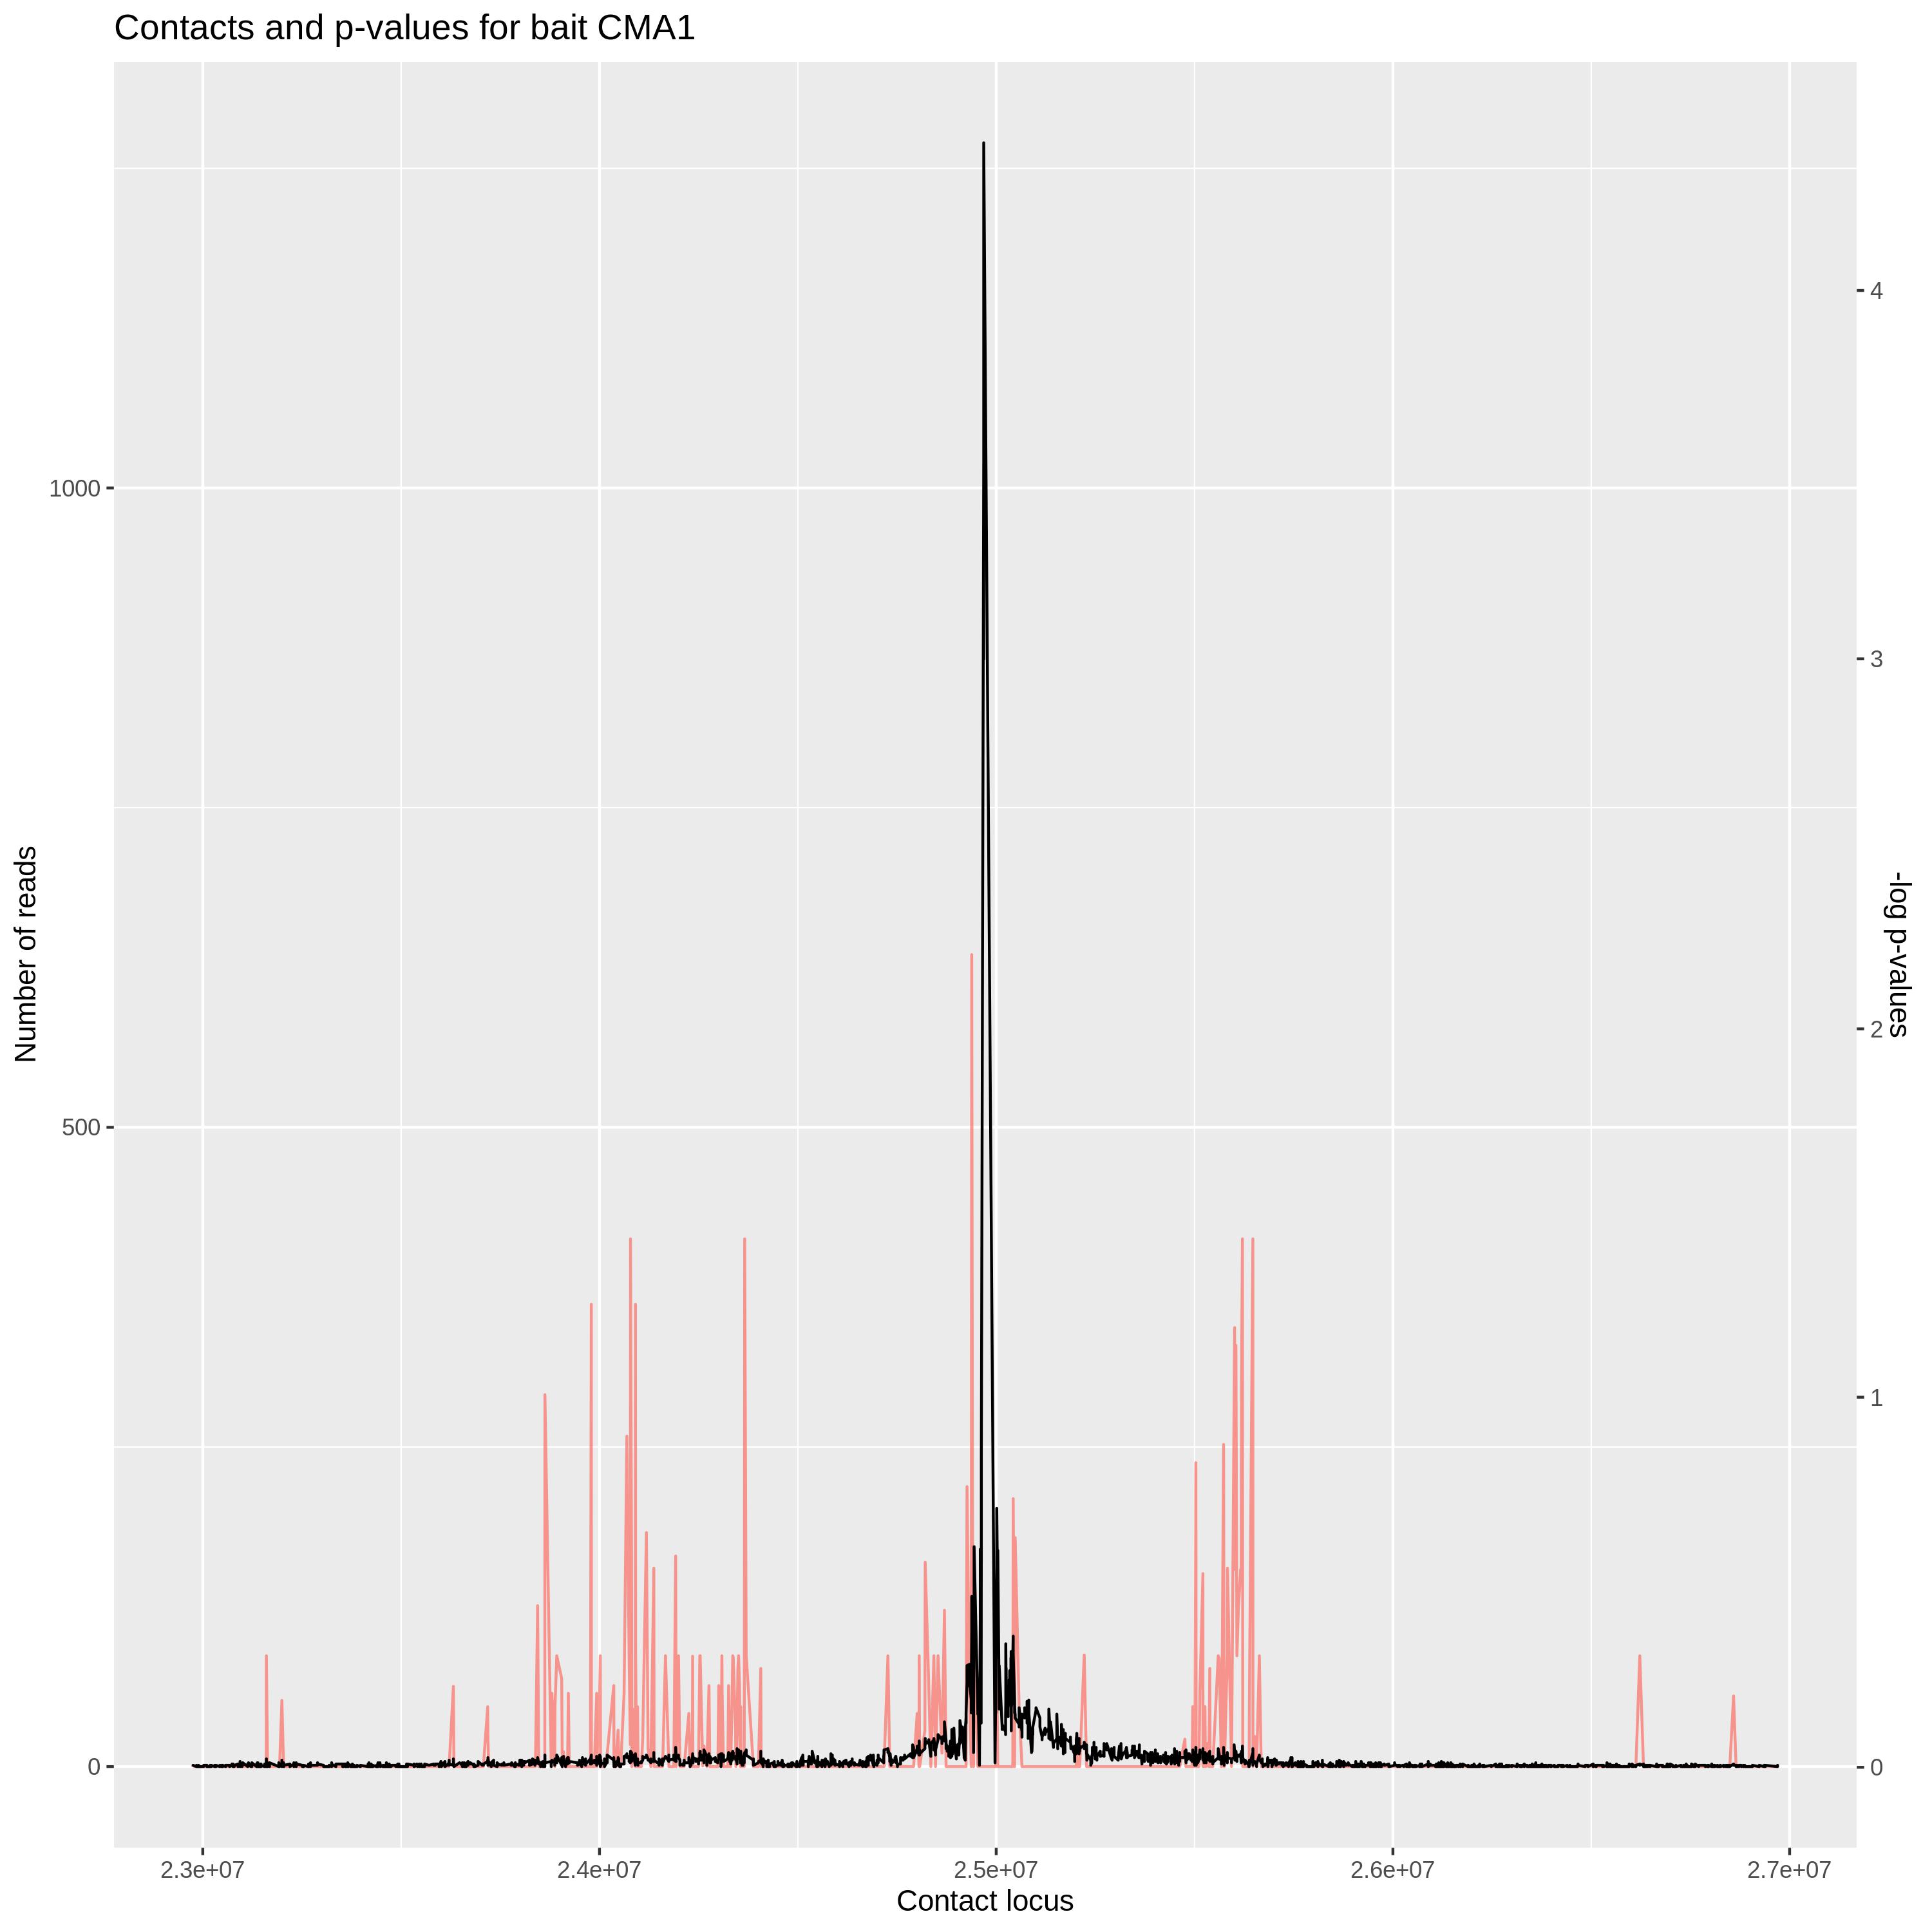 Contacts and p-values for bait CMA1
Number of reads
1000
500
0
4
3
2
1
0
-log p-values
2.3e+07
2.4e+07
2.5e+07
2.6e+07
2.7e+07
Contact locus